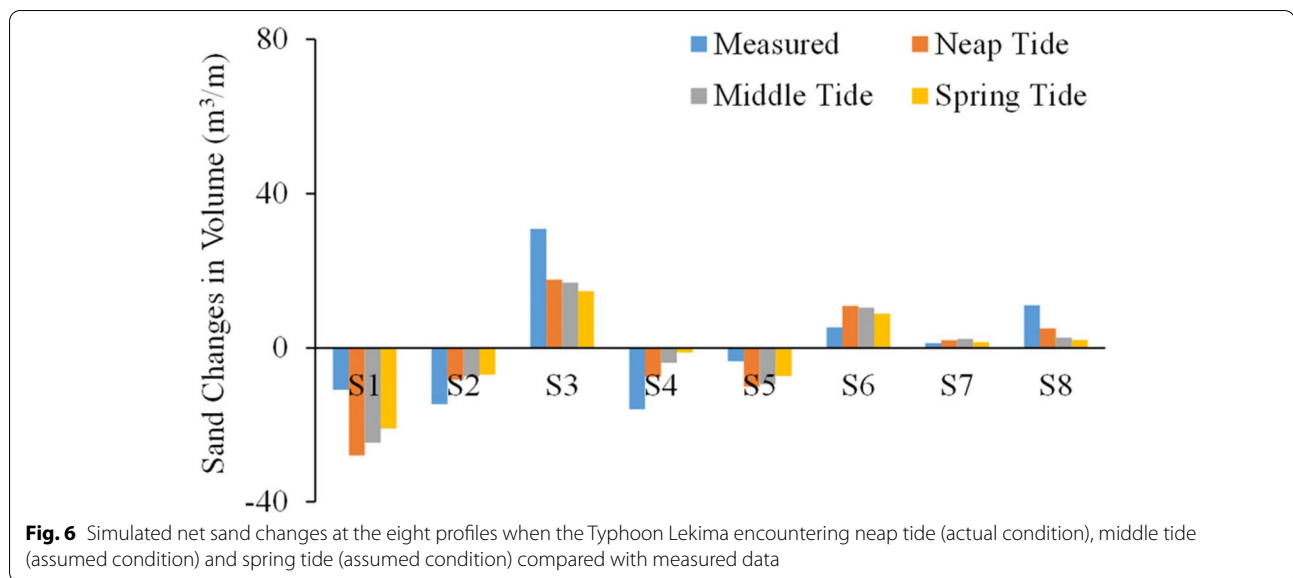 80
40
0
-40
Sand Changes in Volume (m³/m)
Measured
Neap Tide
Middle Tide
Spring Tide
S1 S2 S3 S4 S5 S6 S7 S8
Fig. 6 Simulated net sand changes at the eight profiles when the Typhoon Lekima encountering neap tide (actual condition), middle tide
(assumed condition) and spring tide (assumed condition) compared with measured data